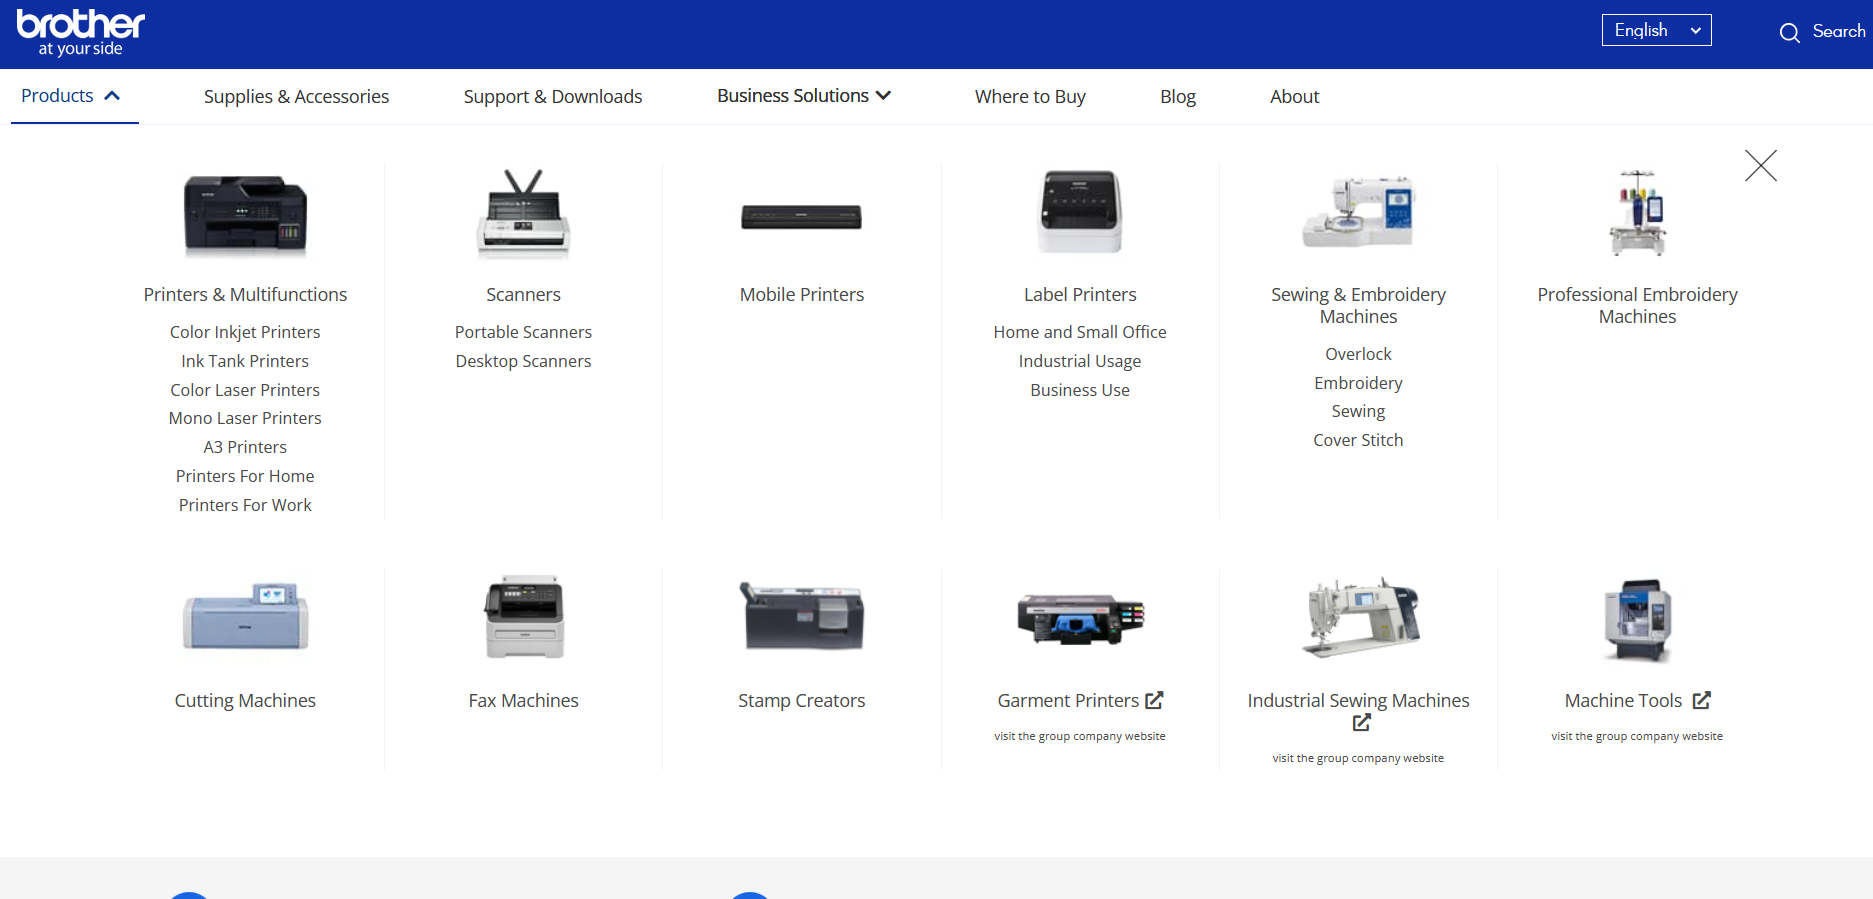 brother
at your side
English
Search
Products
Supplies & Accessories
Support & Downloads
Business Solutions
Where to Buy
Blog
About
Printers & Multifunctions
Color Inkjet Printers
Ink Tank Printers
Color Laser Printers
Mono Laser Printers
A3 Printers
Printers For Home
Printers For Work
Scanners
Portable Scanners
Desktop Scanners
Mobile Printers
Label Printers
Home and Small Office
Industrial Usage
Business Use
Sewing & Embroidery
Machines
Overlock
Embroidery
Sewing
Cover Stitch
Professional Embroidery
Machines
Cutting Machines
Fax Machines
Stamp Creators
Garment Printers
visit the group company website
Industrial Sewing Machines
visit the group company website
Machine Tools
visit the group company website